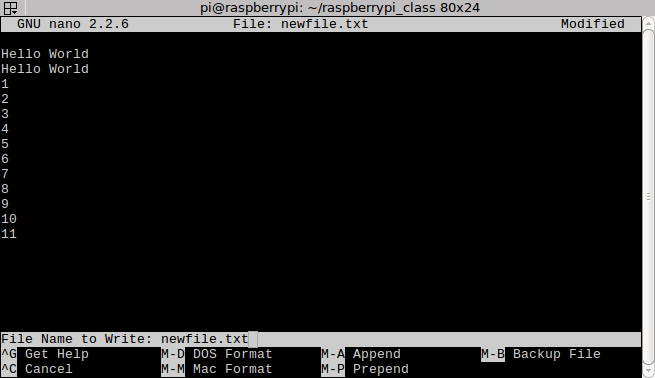 pi@raspberrypi: ~/raspberrypi_class 80x24
GNU nano 2.2.6 File: newfile.txt Modified
Hello World
Hello World
1
2
3
4
5
6
7
8
9
10
11
File Name to Write: newfile.txt
^G Get Help M-D DOS Format M-A Append M-B Backup File
^C Cancel M-M Mac Format M-P Prepend